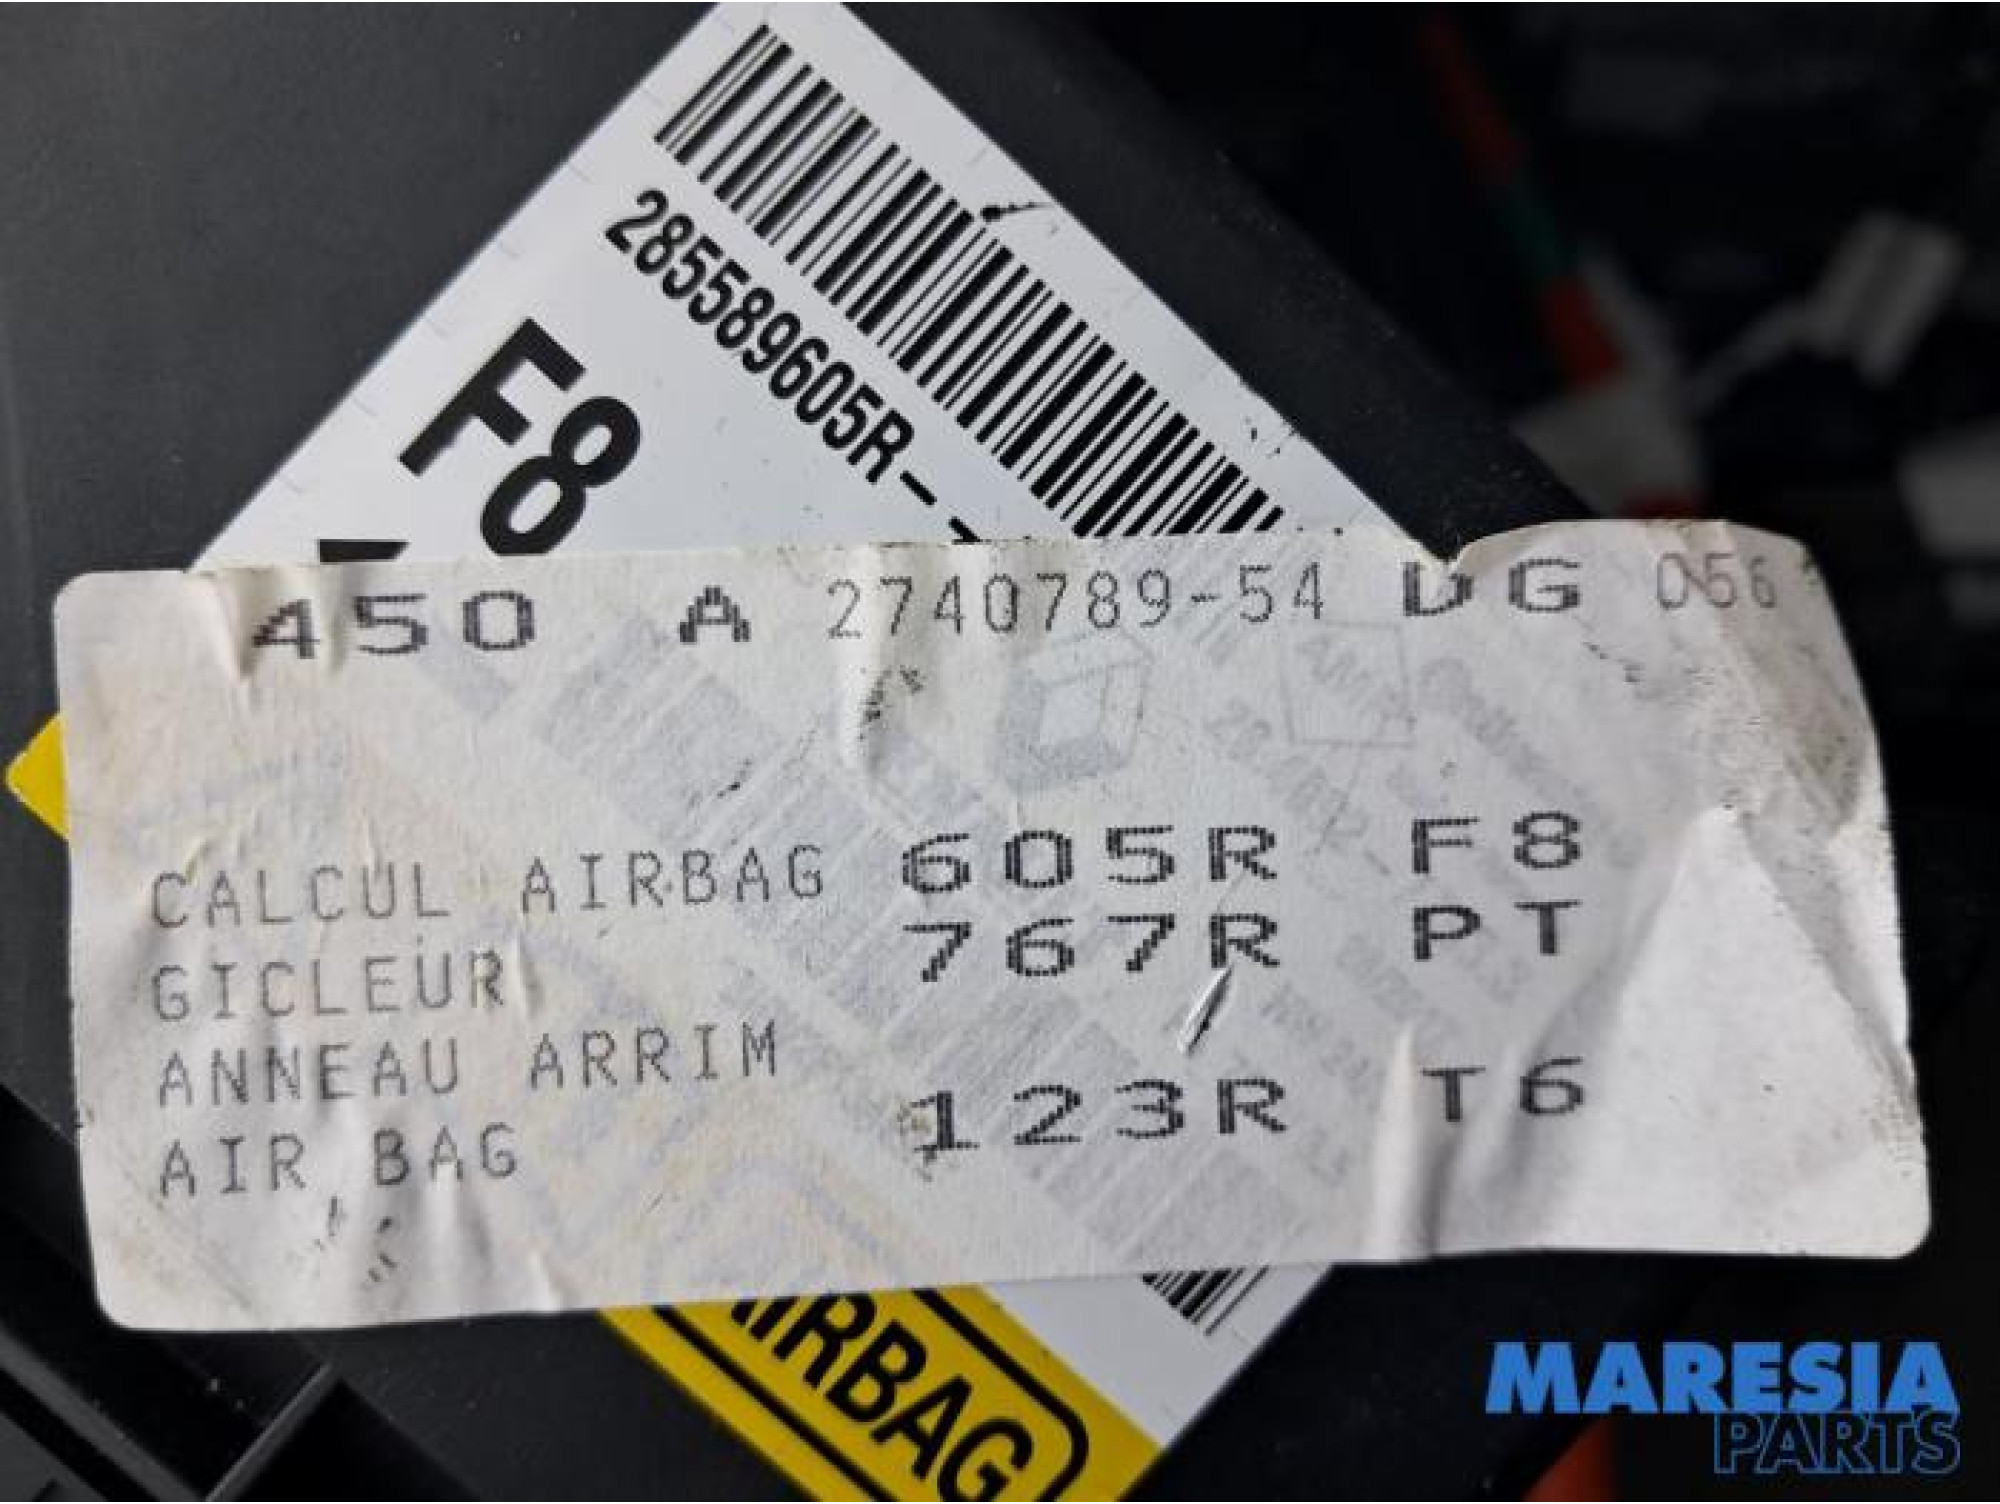 285589605R-
F8
450 A 2740789-54 DG 056
CALCUL AIRBAG 605R F8
GICLEUR 767R PT
ANNEAU ARRIM
AIR BAG 123R T6
AIRBAG
MARESIA
PARTS